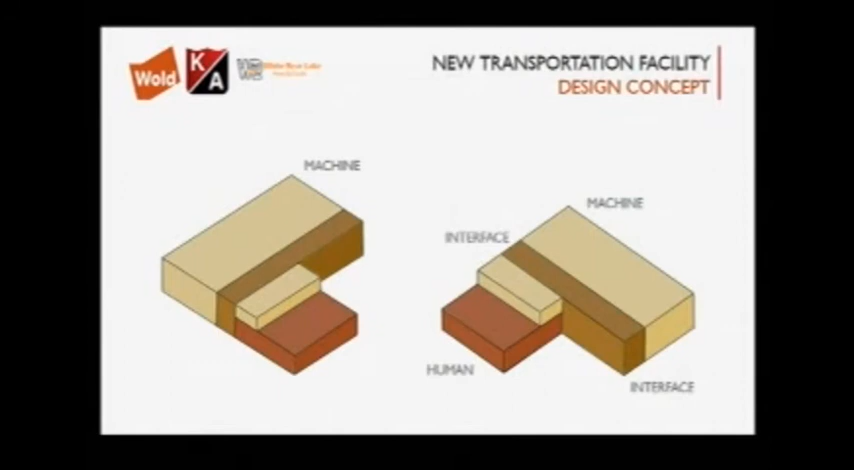 Wold
K
A
NEW TRANSPORTATION FACILITY
DESIGN CONCEPT
MACHINE
MACHINE
INTERFACE
HUMAN
INTERFACE